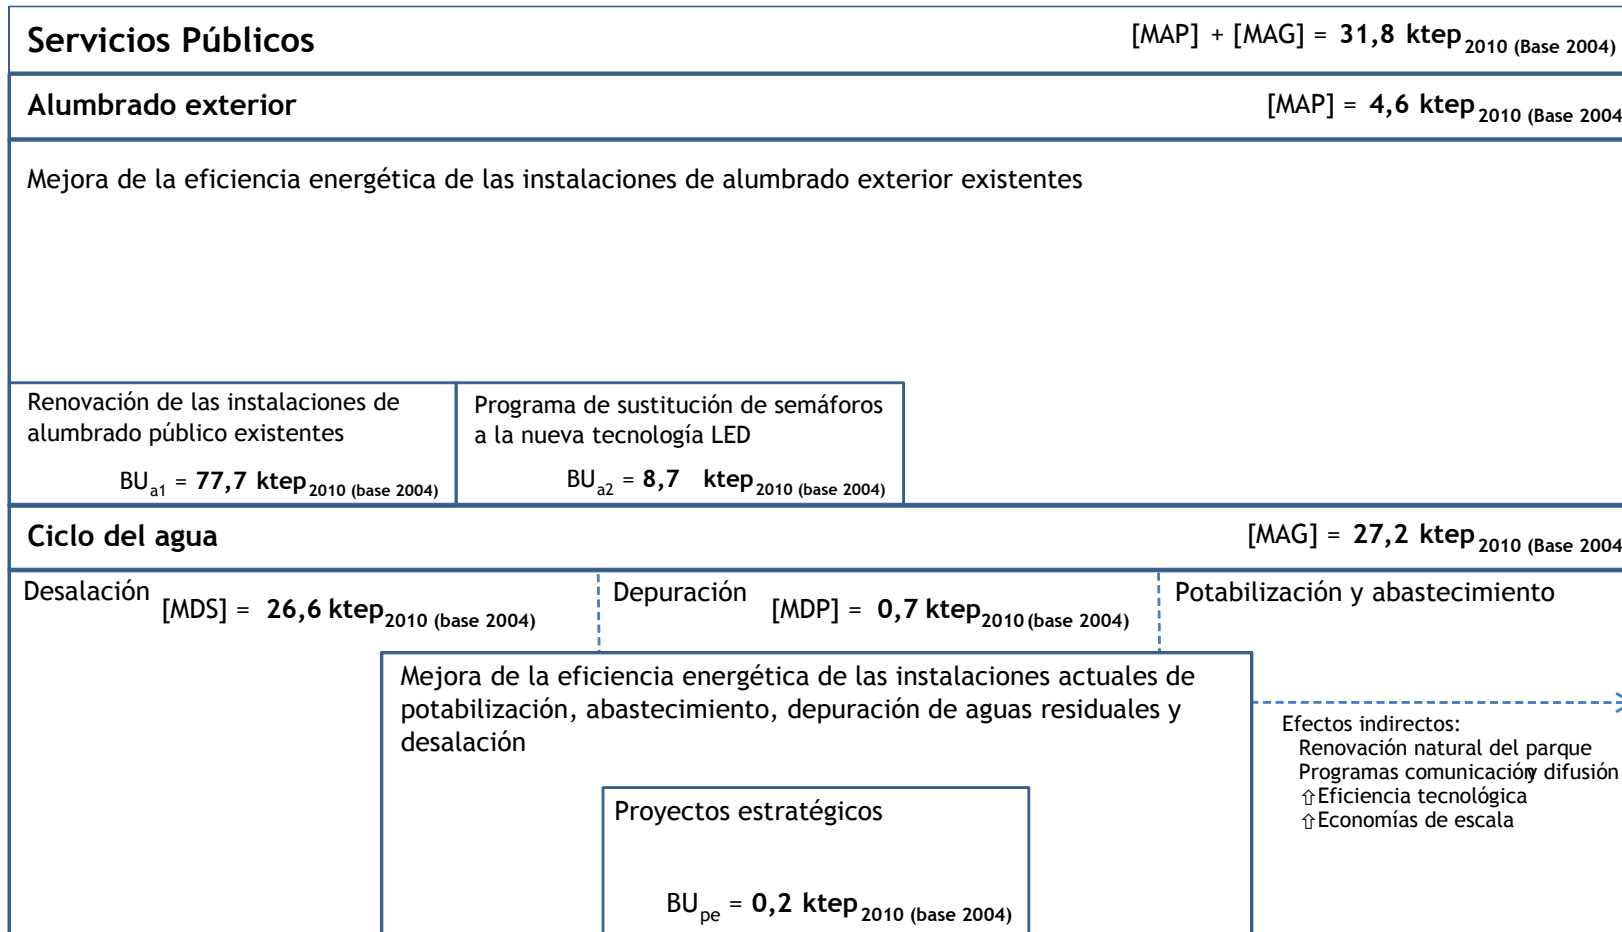 Servicios Públicos [MAP] + [MAG] = 31,8 ktep2010 (Base 2004)
Alumbrado exterior [MAP] = 4,6 ktep2010 (Base 2004
Mejora de la eficiencia energética de las instalaciones de alumbrado exterior existentes
Renovación de las instalaciones de
alumbrado público existentes
BUa1 = 77,7 ktep2010 (base 2004)
Programa de sustitución de semáforos
a la nueva tecnología LED
BUa2 = 8,7 ktep2010 (base 2004)
Ciclo del agua [MAG] = 27,2 ktep2010 (Base 2004
Desalación [MDS] = 26,6 ktep2010 (base 2004)
Depuración [MDP] = 0,7 ktep2010 (base 2004)
Potabilización y abastecimiento
Mejora de la eficiencia energética de las instalaciones actuales de
potabilización, abastecimiento, depuración de aguas residuales y
desalación
Efectos indirectos:
Renovación natural del parque
Programas comunicación y difusión
⇧Eficiencia tecnológica
⇧Economías de escala
Proyectos estratégicos
BUpe = 0,2 ktep2010 (base 2004)